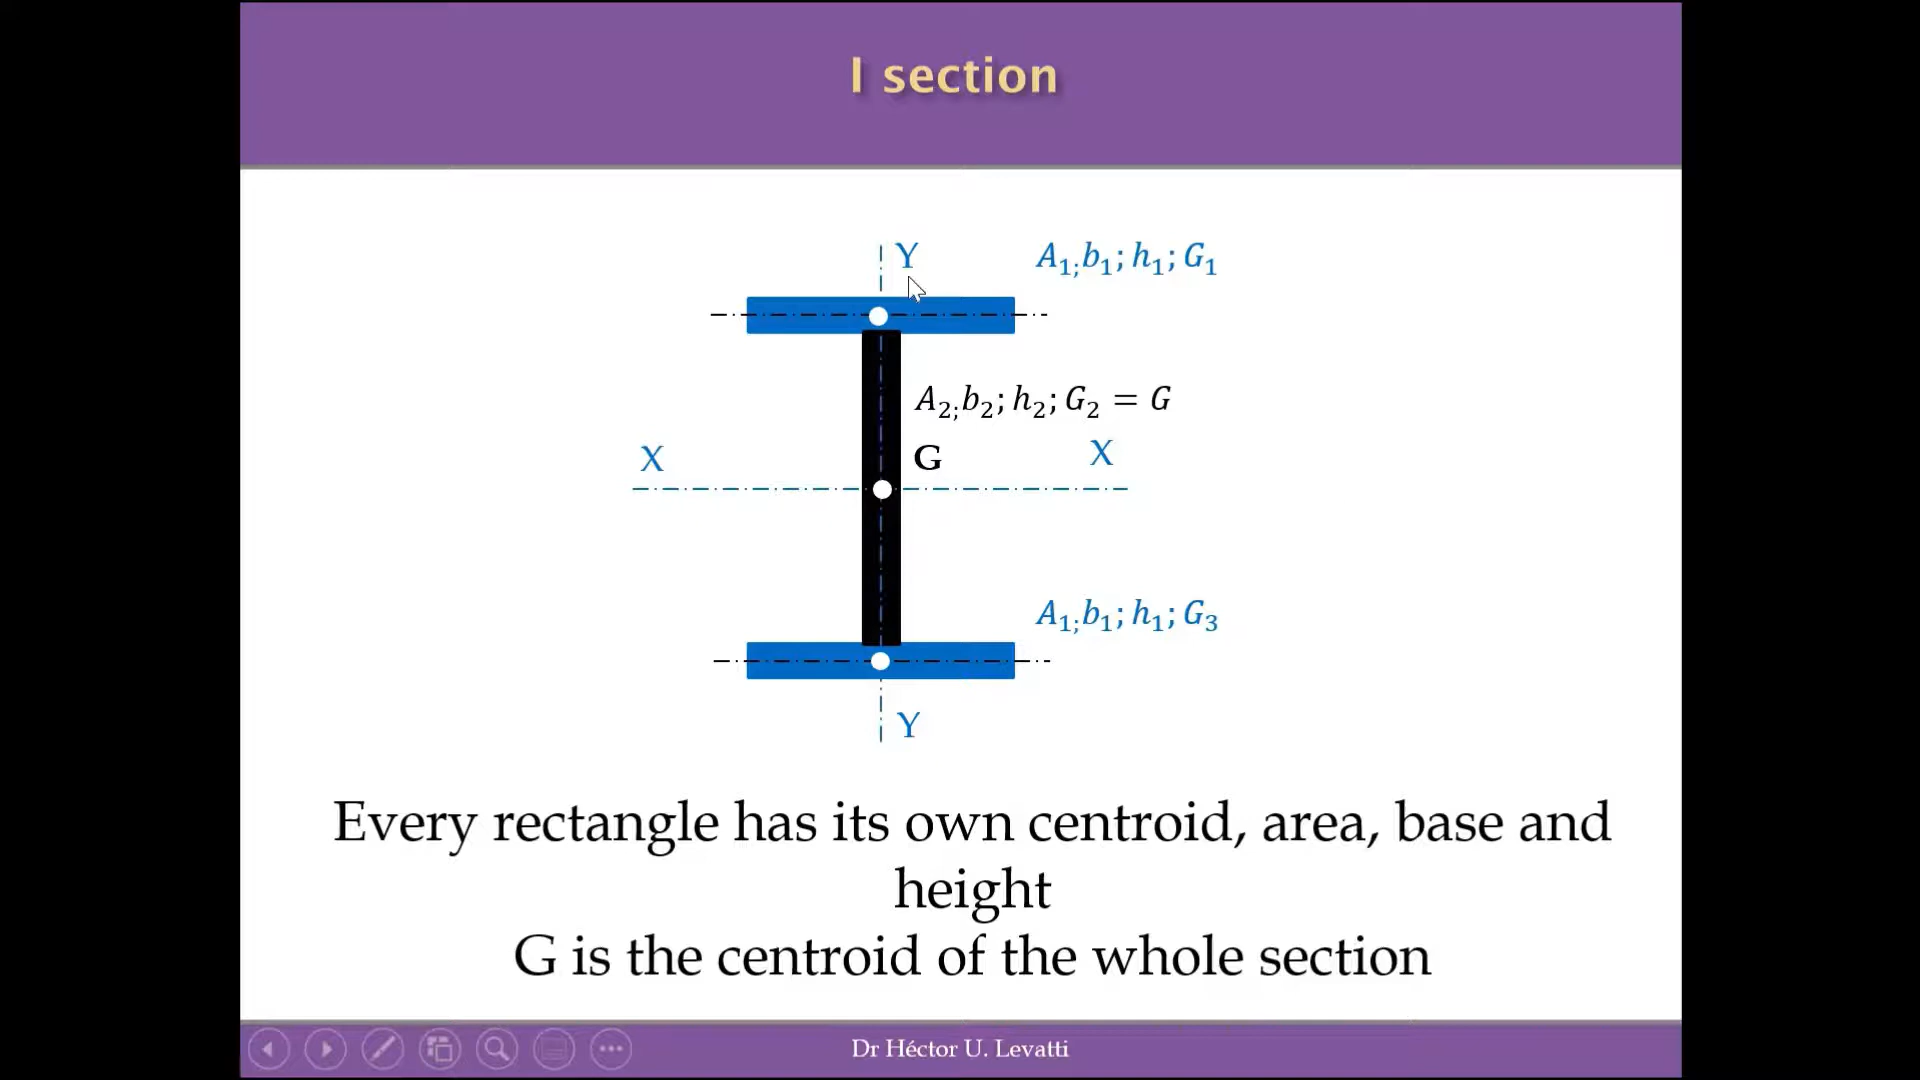 I section
Y
A₁;b₁; h₁; G₁
A₂;b₂; h₂; G₂ = G
X
G
X
A₁;b₁; h₁; G₃
Y
Every rectangle has its own centroid, area, base and
height
G is the centroid of the whole section
Dr Héctor U. Levatti